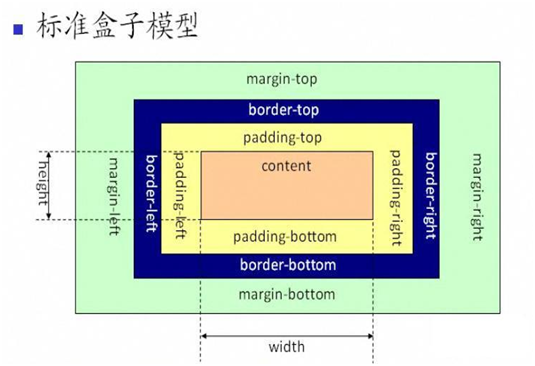 标准盒子模型
margin-top
border-top
padding-top
content
height
margin-left
border-left
padding-left
padding-right
border-right
margin-right
padding-bottom
border-bottom
margin-bottom
width